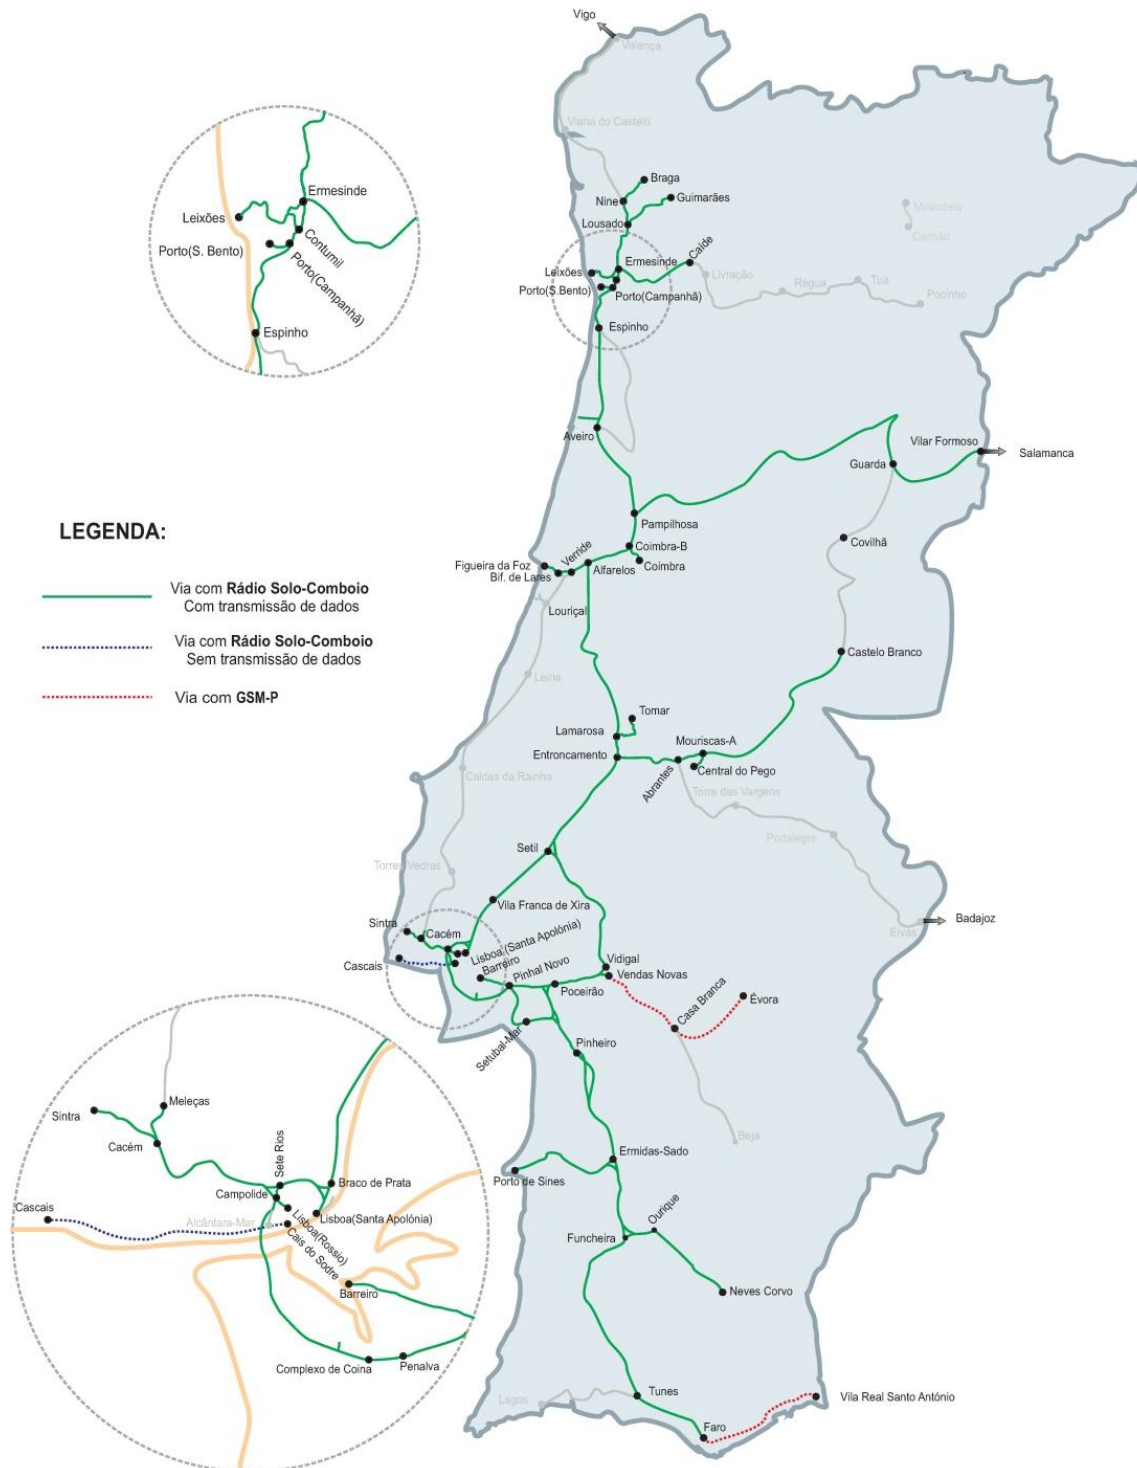 Vigo
Valença
Viana do Castelo
Braga
Nine
Guimarães
Lousado
Mirandela
Cachão
Ermesinde
Caíde
Leixões
Livração
Régua
Tua
Pocinho
Porto(S.Bento)
Porto(Campanhã)
Espinho
Ermesinde
Leixões
Contumil
Porto(S. Bento)
Porto(Campanhã)
Espinho
Aveiro
Vilar Formoso
Salamanca
Guarda
Pampilhosa
Covilhã
Coimbra-B
Verride
Figueira da Foz
Coimbra
Bif. de Lares
Alfarelos
Louriçal
LEGENDA:
Via com Rádio Solo-Comboio
Com transmissão de dados
Via com Rádio Solo-Comboio
Sem transmissão de dados
Via com GSM-P
Castelo Branco
Leiria
Tomar
Lamarosa
Mouriscas-A
Entroncamento
Central do Pego
Abrantes
Caldas da Rainha
Torre das Vargens
Portalegre
Setil
Torres Vedras
Vila Franca de Xira
Badajoz
Elvas
Sintra
Cacém
Lisboa (Santa Apolónia)
Cascais
Barreiro
Pinhal Novo
Vidigal
Vendas Novas
Poceirão
Casa Branca
Évora
Setubal-Mar
Pinheiro
Beja
Ermidas-Sado
Porto de Sines
Ourique
Funcheira
Neves Corvo
Tunes
Lagos
Vila Real Santo António
Faro
Meleças
Sintra
Cacém
Sete Rios
Braco de Prata
Campolide
Cascais
Alcântara-Mar
Lisboa(Santa Apolónia)
Lisboa(Rossio)
Cais do Sodre
Barreiro
Complexo de Coina
Penalva